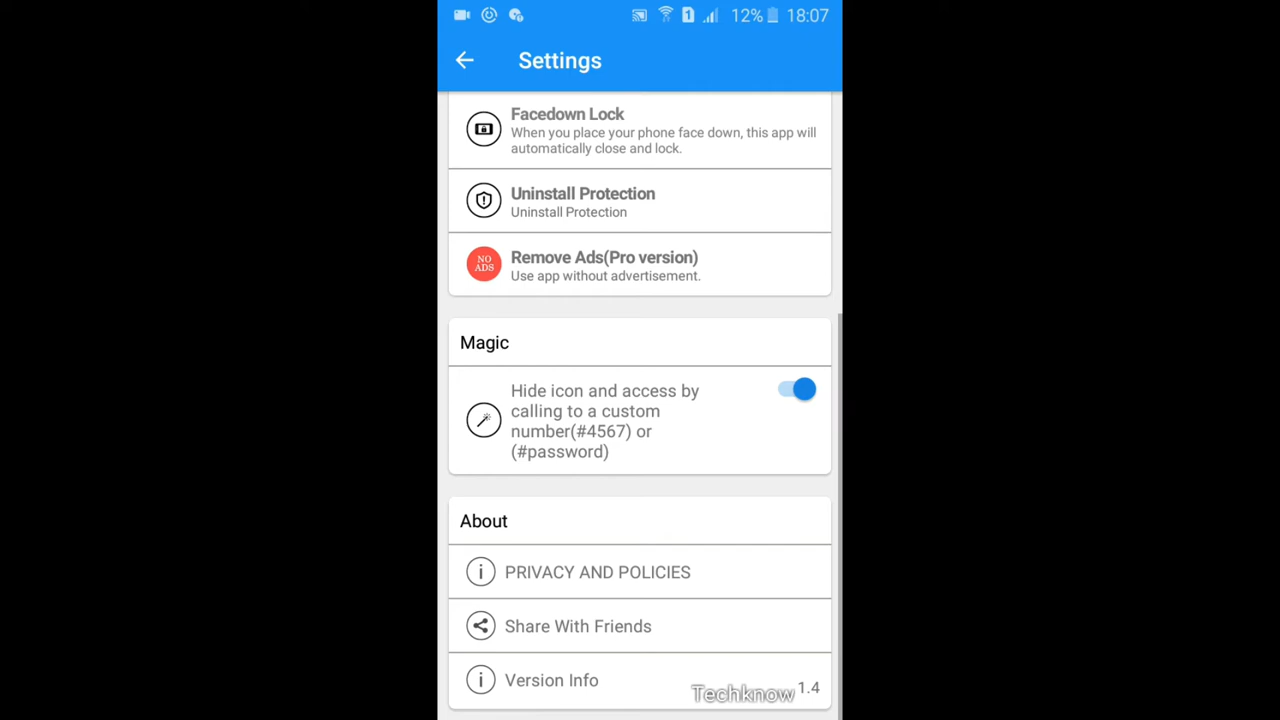 1 12% 18:07
Settings
Facedown Lock
When you place your phone face down, this app will
automatically close and lock.
Uninstall Protection
Uninstall Protection
NO
ADS
Remove Ads(Pro version)
Use app without advertisement.
Magic
Hide icon and access by
calling to a custom
number(#4567) or
(#password)
About
PRIVACY AND POLICIES
Share With Friends
Version Info
1.4
Techknow